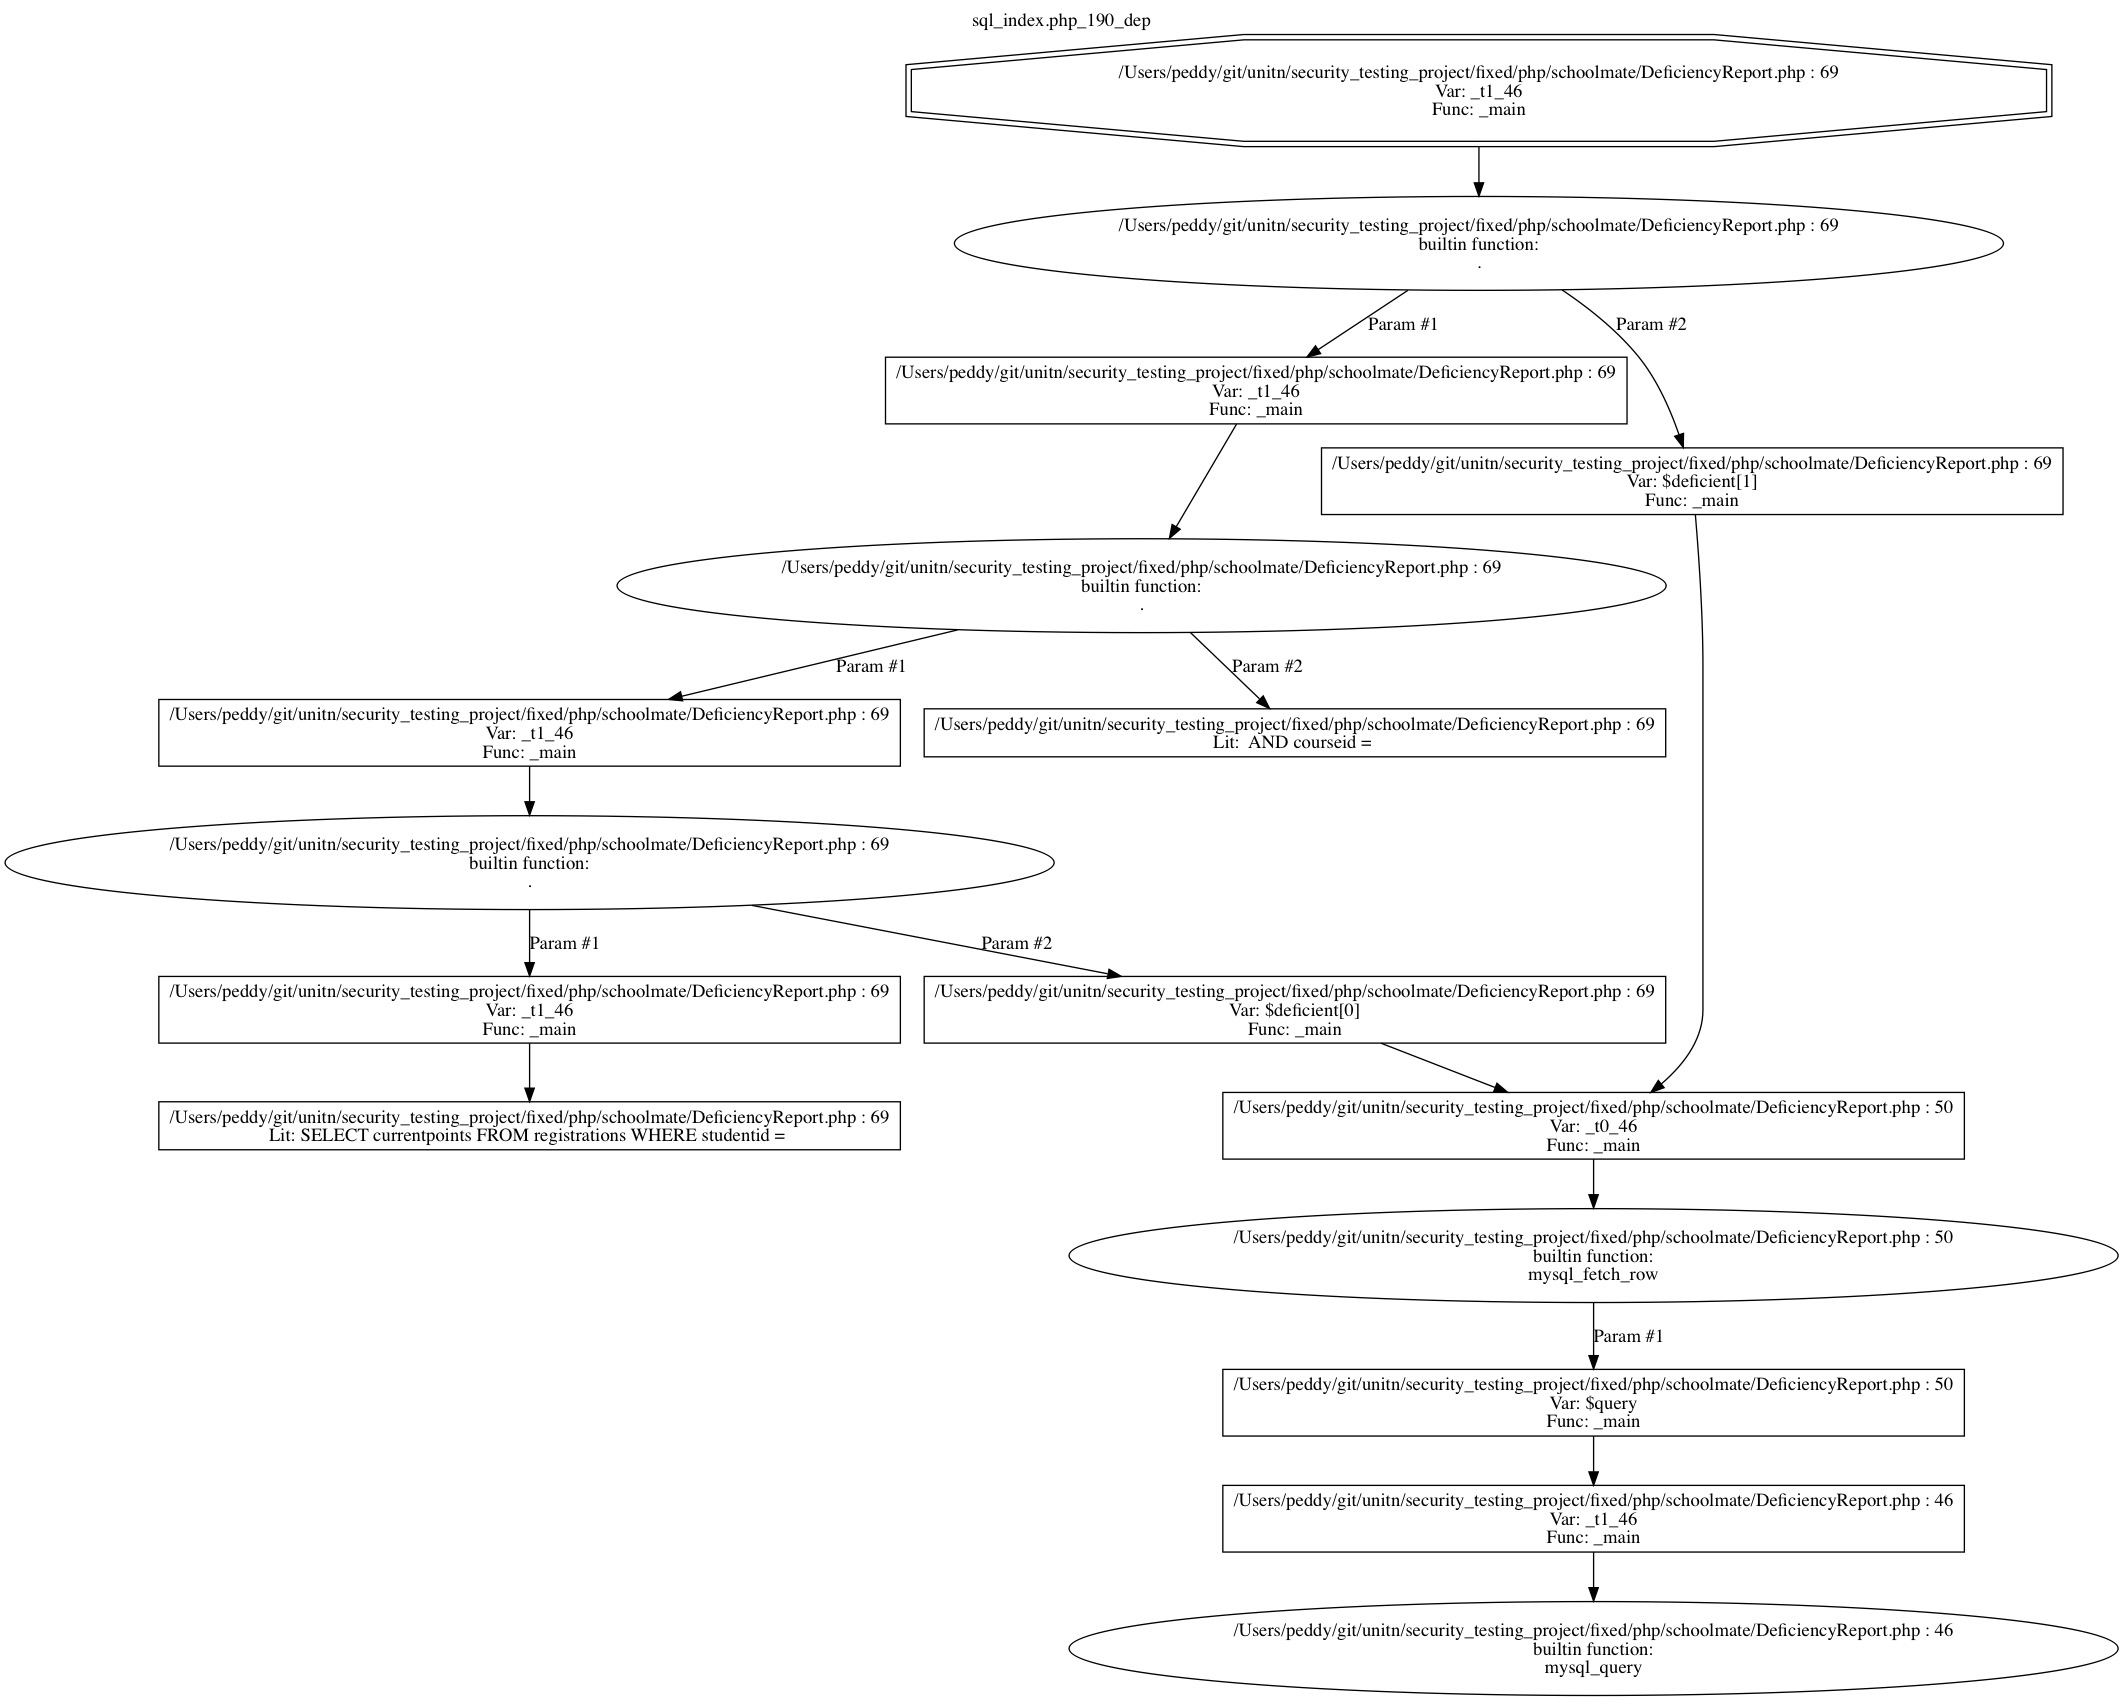 sql_index.php_190_dep
/Users/peddy/git/unitn/security_testing_project/fixed/php/schoolmate/DeficiencyReport.php : 69
Var: _t1_46
Func: _main
/Users/peddy/git/unitn/security_testing_project/fixed/php/schoolmate/DeficiencyReport.php : 69
builtin function:
.
Param #1
Param #2
/Users/peddy/git/unitn/security_testing_project/fixed/php/schoolmate/DeficiencyReport.php : 69
Var: _t1_46
Func: _main
/Users/peddy/git/unitn/security_testing_project/fixed/php/schoolmate/DeficiencyReport.php : 69
Var: $deficient[1]
Func: _main
/Users/peddy/git/unitn/security_testing_project/fixed/php/schoolmate/DeficiencyReport.php : 69
builtin function:
.
Param #1
Param #2
/Users/peddy/git/unitn/security_testing_project/fixed/php/schoolmate/DeficiencyReport.php : 69
Var: _t1_46
Func: _main
/Users/peddy/git/unitn/security_testing_project/fixed/php/schoolmate/DeficiencyReport.php : 69
Lit:  AND courseid =
/Users/peddy/git/unitn/security_testing_project/fixed/php/schoolmate/DeficiencyReport.php : 69
builtin function:
.
Param #1
Param #2
/Users/peddy/git/unitn/security_testing_project/fixed/php/schoolmate/DeficiencyReport.php : 69
Var: _t1_46
Func: _main
/Users/peddy/git/unitn/security_testing_project/fixed/php/schoolmate/DeficiencyReport.php : 69
Var: $deficient[0]
Func: _main
/Users/peddy/git/unitn/security_testing_project/fixed/php/schoolmate/DeficiencyReport.php : 69
Lit: SELECT currentpoints FROM registrations WHERE studentid =
/Users/peddy/git/unitn/security_testing_project/fixed/php/schoolmate/DeficiencyReport.php : 50
Var: _t0_46
Func: _main
/Users/peddy/git/unitn/security_testing_project/fixed/php/schoolmate/DeficiencyReport.php : 50
builtin function:
mysql_fetch_row
Param #1
/Users/peddy/git/unitn/security_testing_project/fixed/php/schoolmate/DeficiencyReport.php : 50
Var: $query
Func: _main
/Users/peddy/git/unitn/security_testing_project/fixed/php/schoolmate/DeficiencyReport.php : 46
Var: _t1_46
Func: _main
/Users/peddy/git/unitn/security_testing_project/fixed/php/schoolmate/DeficiencyReport.php : 46
builtin function:
mysql_query